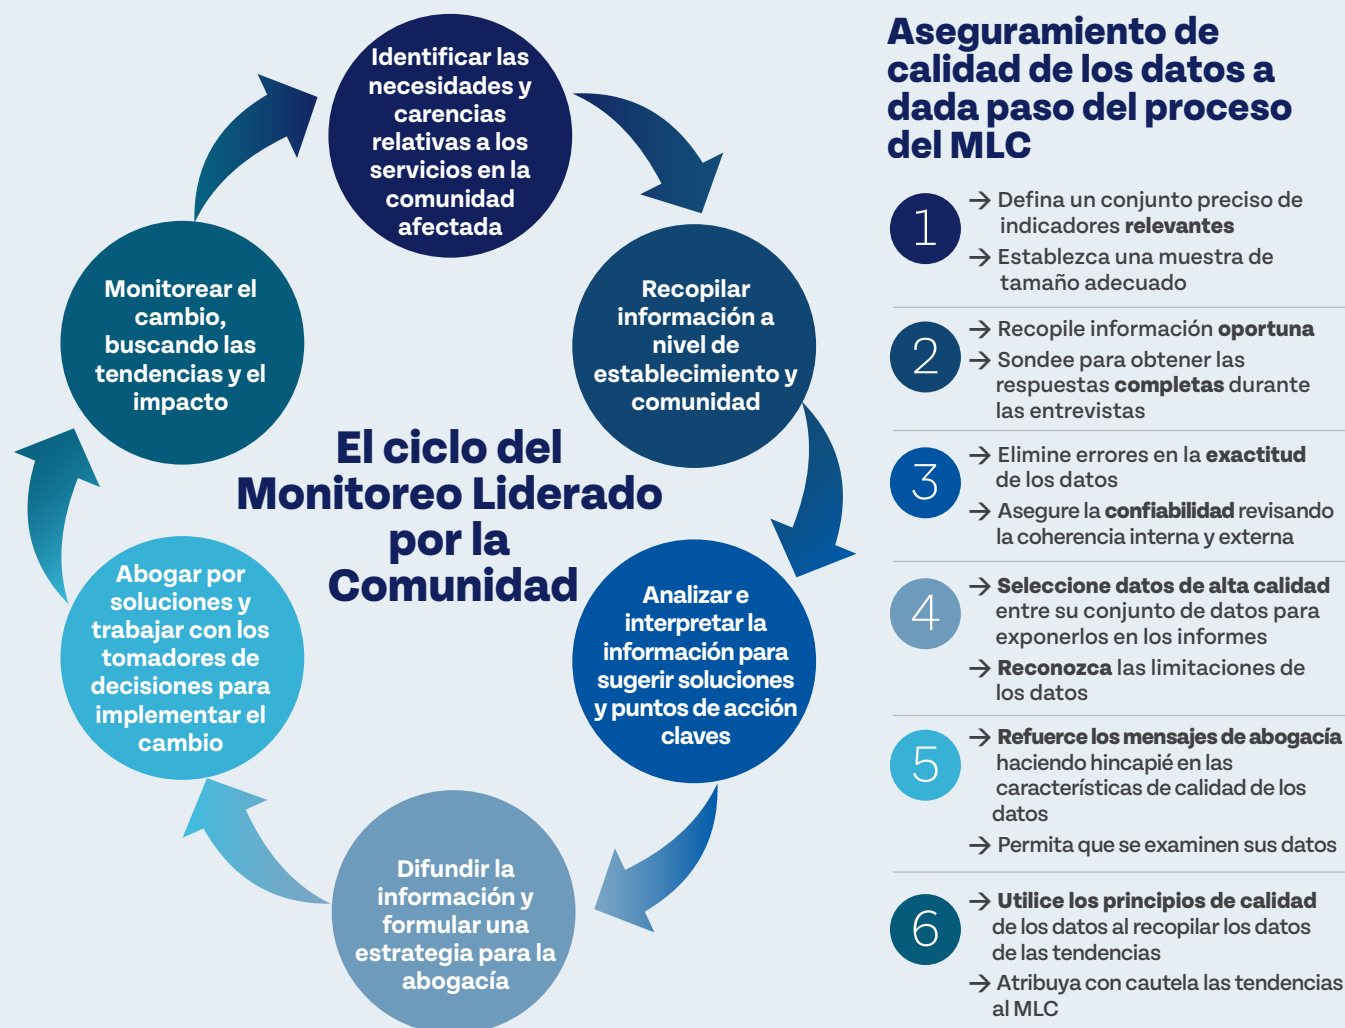 Identificar las
necesidades y
carencias
relativas a los
servicios en la
comunidad
afectada
Recopilar
información a
nivel de
establecimiento y
comunidad
Analizar e
interpretar la
información para
sugerir soluciones
y puntos de acción
claves
Difundir la
información y
formular una
estrategia para la
abogacía
Abogar por
soluciones y
trabajar con los
tomadores de
decisiones para
implementar el
cambio
Monitorear el
cambio,
buscando las
tendencias y el
impacto
El ciclo del
Monitoreo Liderado
por la
Comunidad
Aseguramiento de
calidad de los datos a
dada paso del proceso
del MLC
1
→ Defina un conjunto preciso de
indicadores relevantes
→ Establezca una muestra de
tamaño adecuado
2
→ Recopile información oportuna
→ Sondee para obtener las
respuestas completas durante
las entrevistas
3
→ Elimine errores en la exactitud
de los datos
→ Asegure la confiabilidad revisando
la coherencia interna y externa
4
→ Seleccione datos de alta calidad
entre su conjunto de datos para
exponerlos en los informes
→ Reconozca las limitaciones de
los datos
5
→ Refuerce los mensajes de abogacía
haciendo hincapié en las
características de calidad de los
datos
→ Permita que se examinen sus datos
6
→ Utilice los principios de calidad
de los datos al recopilar los datos
de las tendencias
→ Atribuya con cautela las tendencias
al MLC